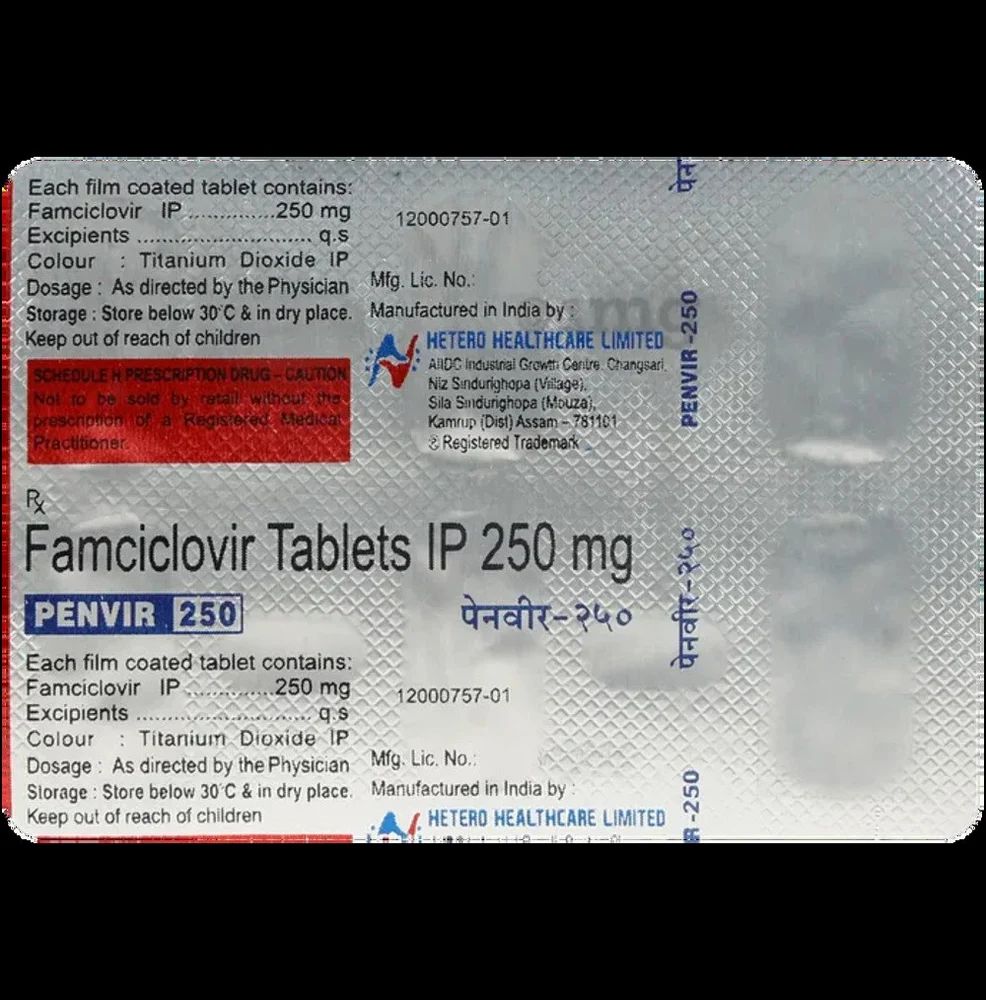 Each film coated tablet contains:
Famciclovir IP..............250 mg
Excipients ............................ q.s
Colour : Titanium Dioxide IP
Dosage : As directed by the Physician
Storage : Store below 30°C & in dry place.
Keep out of reach of children
SCHEDULE H PRESCRIPTION DRUG – CAUTION
Not to be sold by retail without the
prescription of a Registered Medical
Practitioner.
12000757-01
Mfg. Lic. No.:
Manufactured in India by :
HETERO HEALTHCARE LIMITED
AIIDC Industrial Growth Centre, Changsari,
Niz Sindurighopa (Village),
Sila Sindurighopa (Mouza),
Kamrup (Dist) Assam – 781101
® Registered Trademark
mg
पेन
PENVIR -250
पेनवीर-२५०
R -250
Rx
Famciclovir Tablets IP 250 mg
PENVIR 250
पेनवीर-२५०
Each film coated tablet contains:
Famciclovir IP..............250 mg
Excipients ............................ q.s
Colour : Titanium Dioxide IP
Dosage : As directed by the Physician
Storage : Store below 30°C & in dry place.
Keep out of reach of children
12000757-01
Mfg. Lic. No.:
Manufactured in India by :
HETERO HEALTHCARE LIMITED